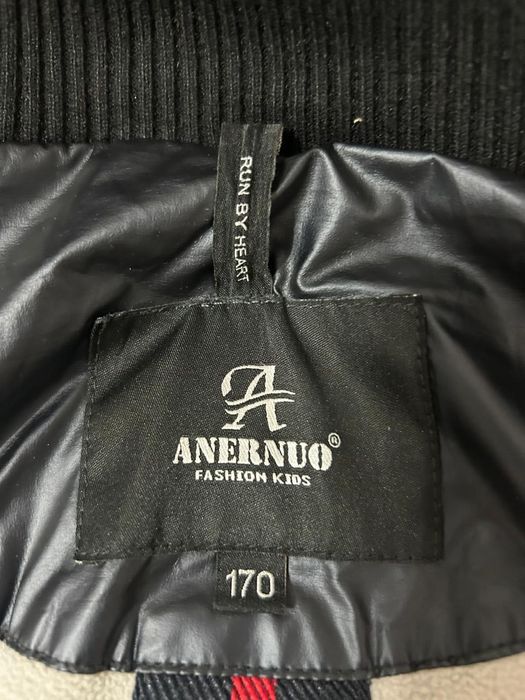 RUN BY HEART
A
ANERNUO®
FASHION KIDS
170